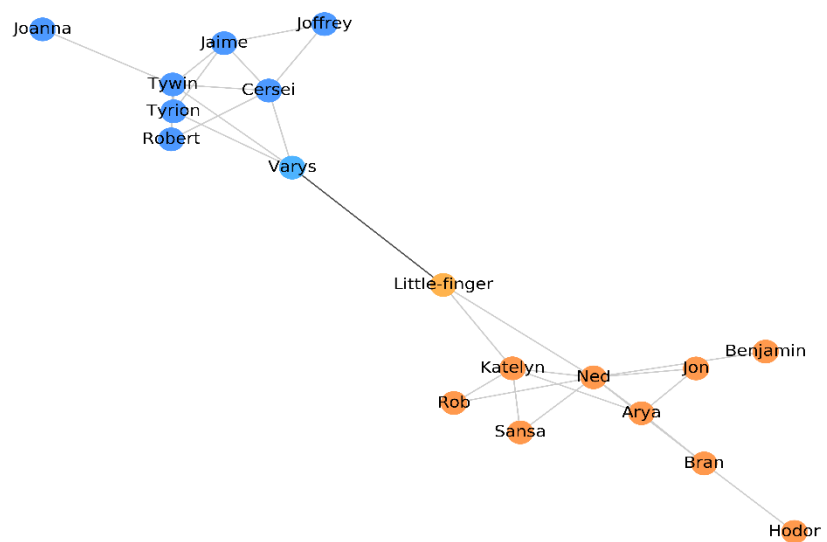 Joanna
Joffrey
Jaime
Tywin
Cersei
Tyrion
Robert
Varys
Little-finger
Benjamin
Katelyn
Jon
Ned
Rob
Arya
Sansa
Bran
Hodor